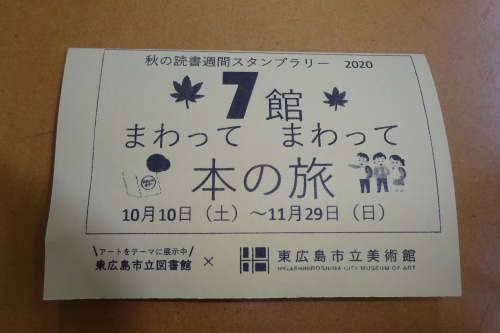 秋の読書週間スタンプラリー 2020
7館
まわって まわって
本の旅
10月10日（土）～11月29日（日）
アートをテーマに展示中
東広島市立図書館 × 東広島市立美術館
HIGASHIHIROSHIMA CITY MUSEUM OF ART